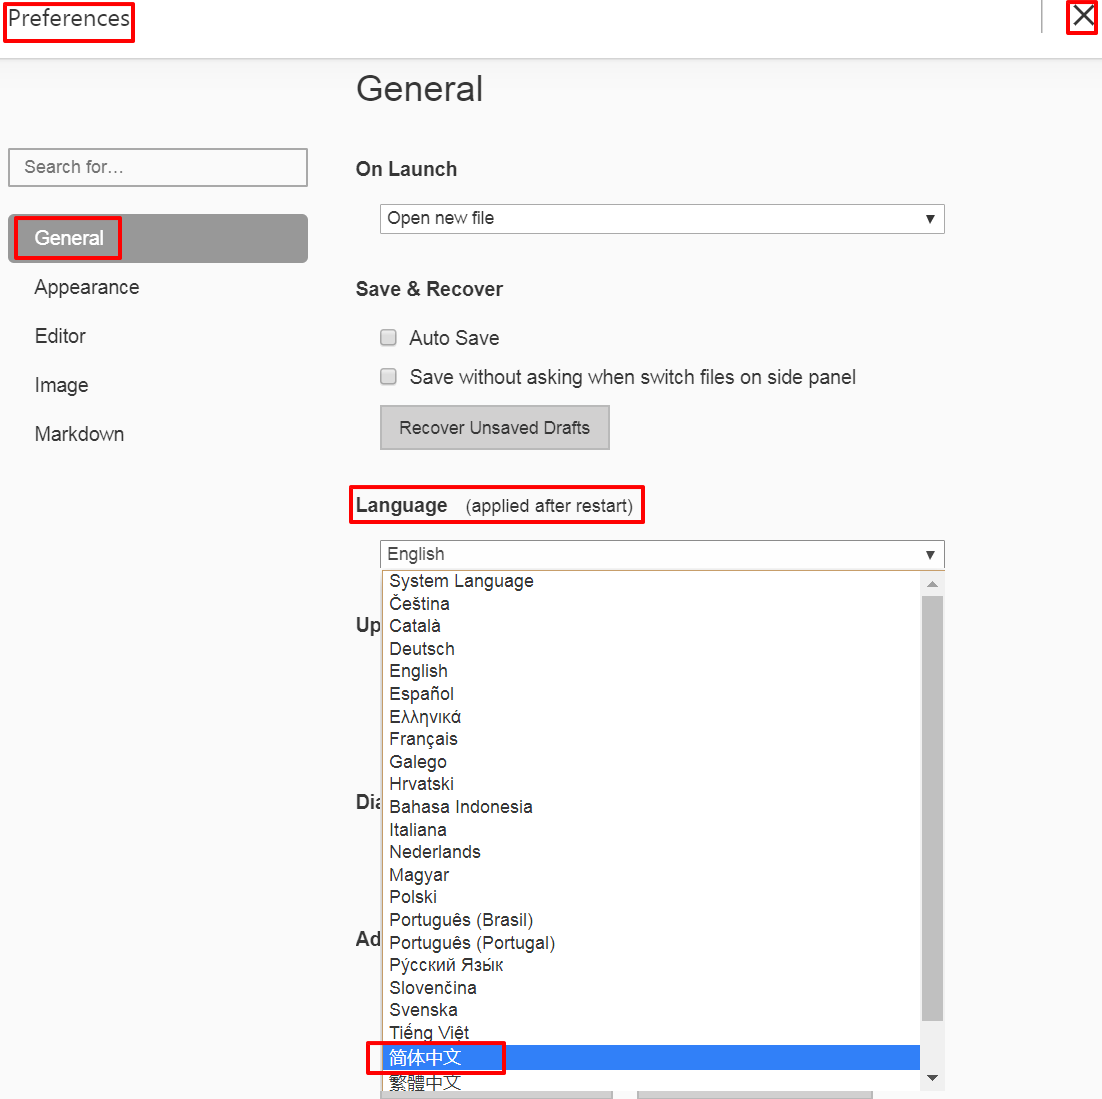 Preferences
General
Search for...
General
Appearance
Editor
Image
Markdown
On Launch
Open new file
Save & Recover
Auto Save
Save without asking when switch files on side panel
Recover Unsaved Drafts
Language (applied after restart)
English
System Language
Čeština
Català
Deutsch
English
Español
Ελληνικά
Français
Galego
Hrvatski
Bahasa Indonesia
Italiana
Nederlands
Magyar
Polski
Português (Brasil)
Português (Portugal)
Ру́сский Язы́к
Slovenčina
Svenska
Tiếng Việt
简体中文
繁體中文
Up
Ad